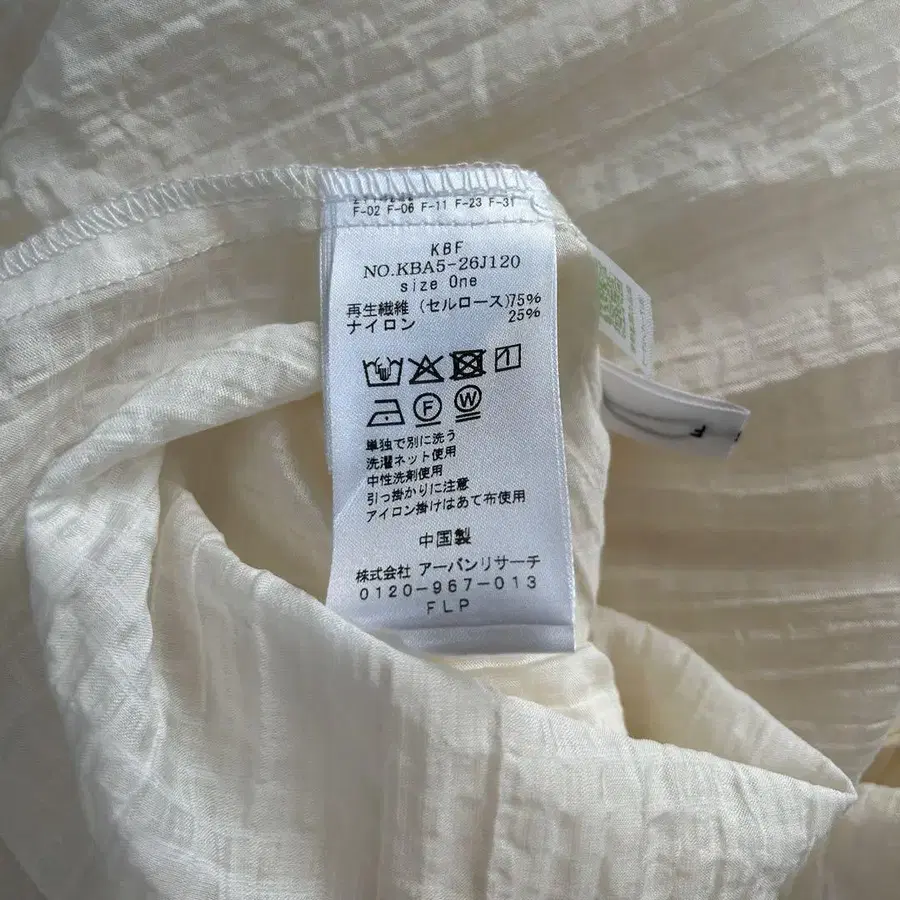 F-02 F-06 F-11 F-23 F-31
KBF
NO.KBA5-26J120
size One
再生繊維 (セルロース)75%
ナイロン 25%
F
W
単独で別に洗う
洗濯ネット使用
中性洗剤使用
引っ掛かりに注意
アイロン掛けはあて布使用
中国製
株式会社 アーバンリサーチ
0120-967-013
FLP
F